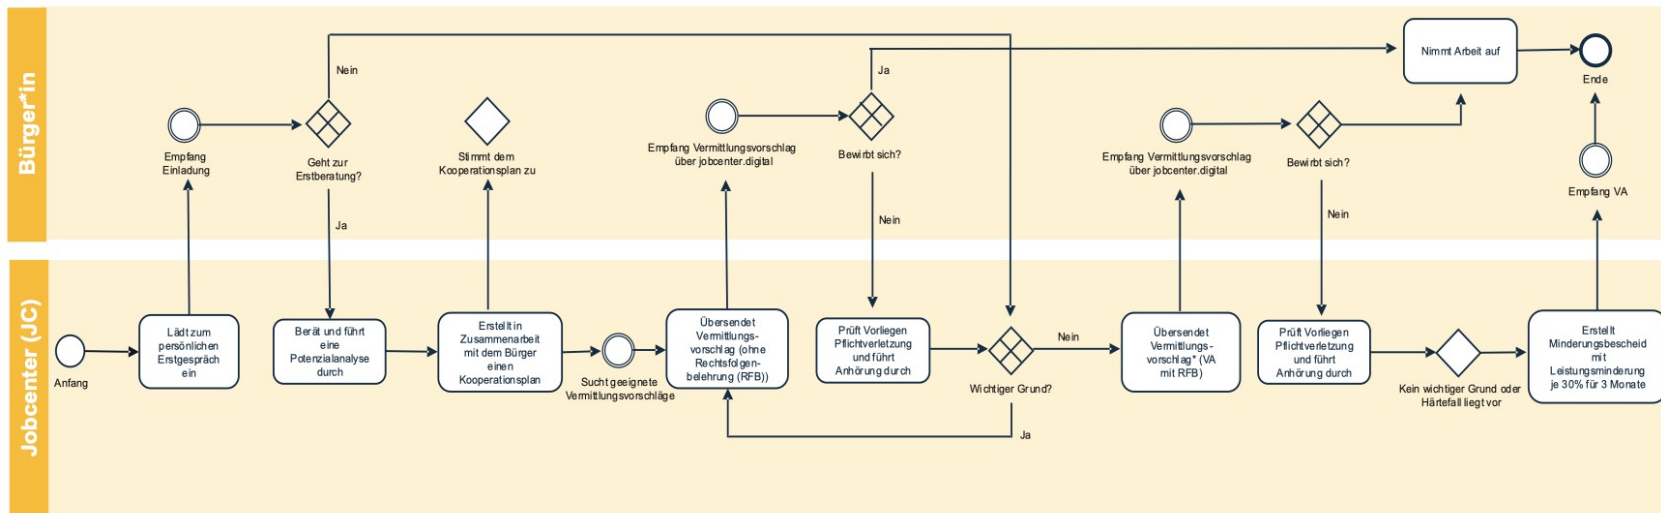 Bürger*in
Nein
Empfang
Einladung
Geht zur
Erstberatung?
Ja
Stimmt dem
Kooperationsplan zu
Empfang Vermittlungsvorschlag
über jobcenter.digital
Ja
Bewirbt sich?
Nein
Empfang Vermittlungsvorschlag
über jobcenter.digital
Bewirbt sich?
Nein
Nimmt Arbeit auf
Ende
Empfang VA
Jobcenter (JC)
Anfang
Lädt zum
persönlichen
Erstgespräch
ein
Berät und führt
eine
Potenzialanalyse
durch
Erstellt in
Zusammenarbeit
mit dem Bürger
einen
Kooperationsplan
Sucht geeignete
Vermittlungsvorschläge
Übersendet
Vermittlungs-
vorschlag (ohne
Rechtsfolgen-
belehrung (RFB))
Prüft Vorliegen
Pflichtverletzung
und führt
Anhörung durch
Wichtiger Grund?
Nein
Ja
Übersendet
Vermittlungs-
vorschlag* (VA
mit RFB)
Prüft Vorliegen
Pflichtverletzung
und führt
Anhörung durch
Kein wichtiger Grund oder
Härtefall liegt vor
Erstellt
Minderungsbescheid
mit
Leistungsminderung
je 30% für 3 Monate